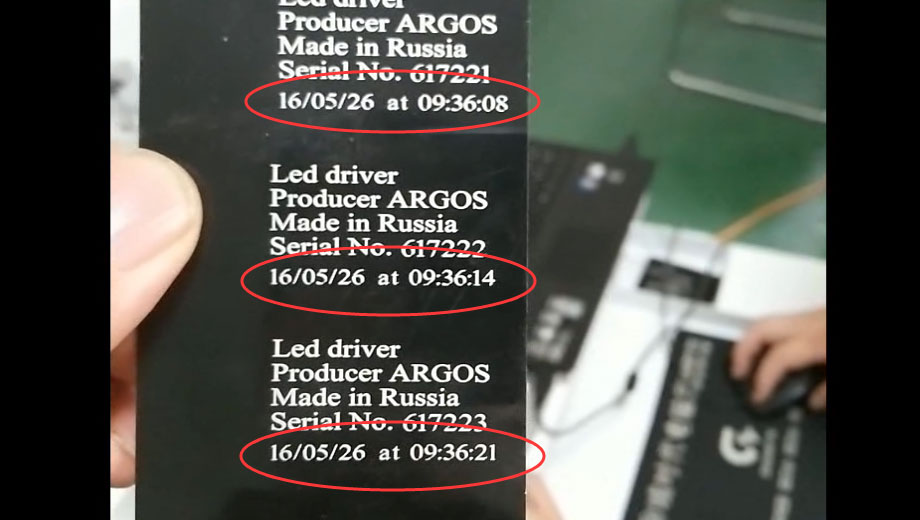 Led driver
Producer ARGOS
Made in Russia
Serial No. 617221
16/05/26 at 09:36:08
Led driver
Producer ARGOS
Made in Russia
Serial No. 617222
16/05/26 at 09:36:14
Led driver
Producer ARGOS
Made in Russia
Serial No. 617223
16/05/26 at 09:36:21